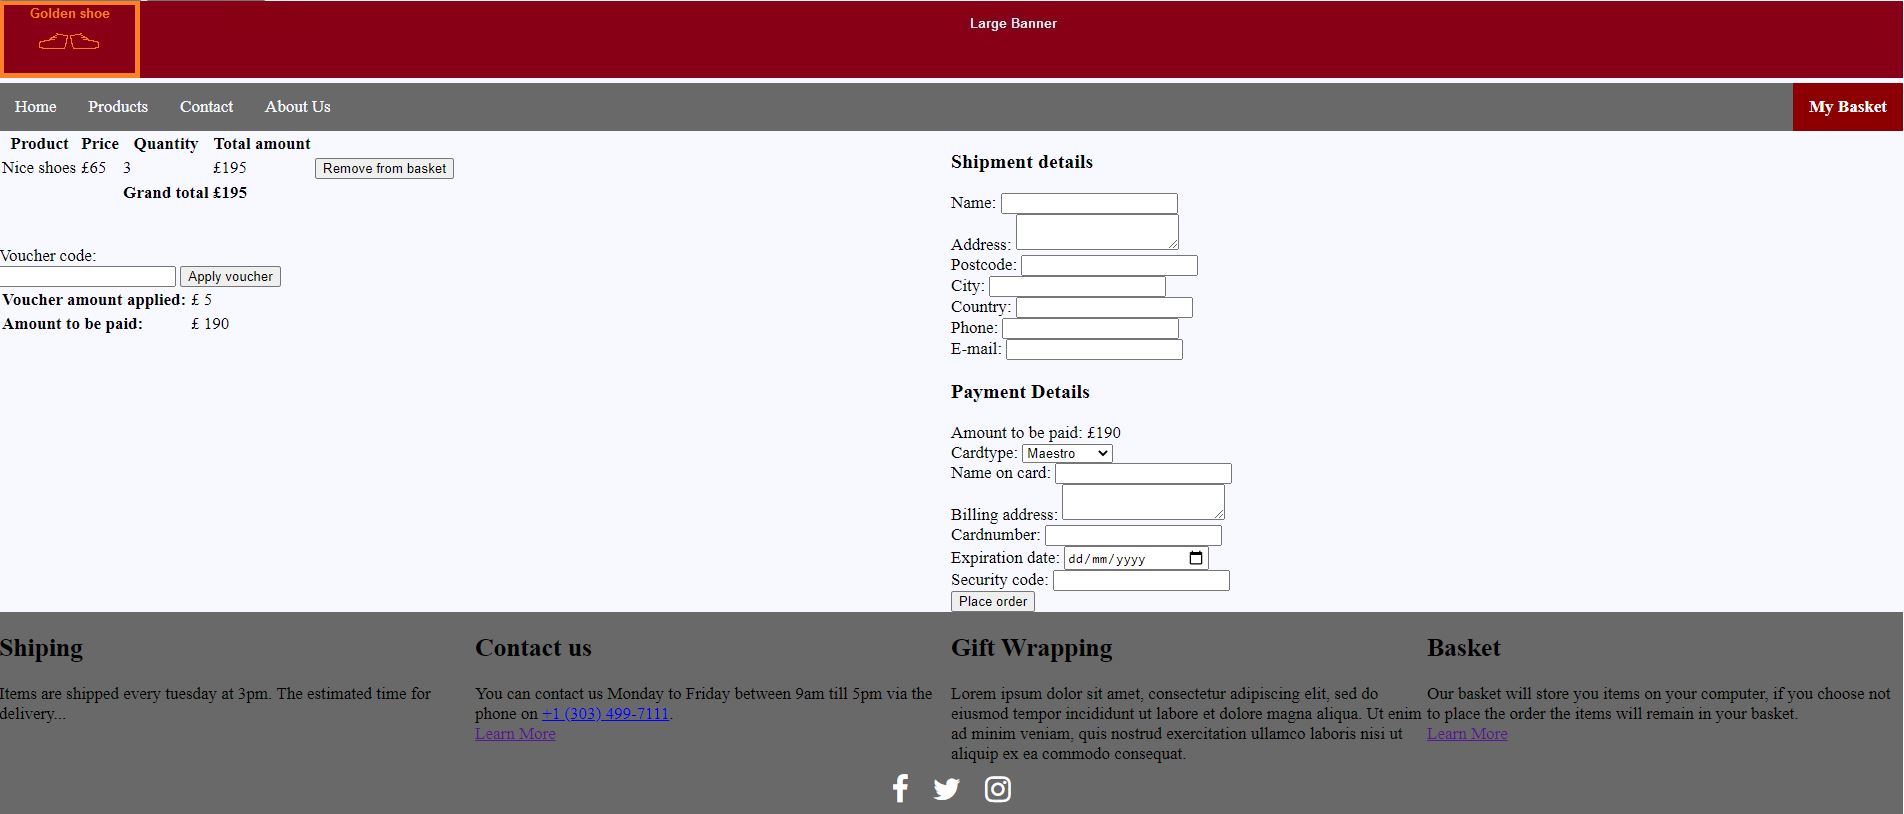 Golden shoe
Large Banner
Home Products Contact About Us My Basket
Product Price Quantity Total amount
Nice shoes £65 3 £195 Remove from basket
Grand total £195
Voucher code:
Apply voucher
Voucher amount applied: £ 5
Amount to be paid: £ 190
Shipment details
Name:
Address:
Postcode:
City:
Country:
Phone:
E-mail:
Payment Details
Amount to be paid: £190
Cardtype: Maestro
Name on card:
Billing address:
Cardnumber:
Expiration date: dd/mm/yyyy
Security code:
Place order
Shiping
Items are shipped every tuesday at 3pm. The estimated time for
delivery...
Contact us
You can contact us Monday to Friday between 9am till 5pm via the
phone on +1 (303) 499-7111.
Learn More
Gift Wrapping
Lorem ipsum dolor sit amet, consectetur adipiscing elit, sed do
eiusmod tempor incididunt ut labore et dolore magna aliqua. Ut enim
ad minim veniam, quis nostrud exercitation ullamco laboris nisi ut
aliquip ex ea commodo consequat.
Basket
Our basket will store you items on your computer, if you choose not
to place the order the items will remain in your basket.
Learn More